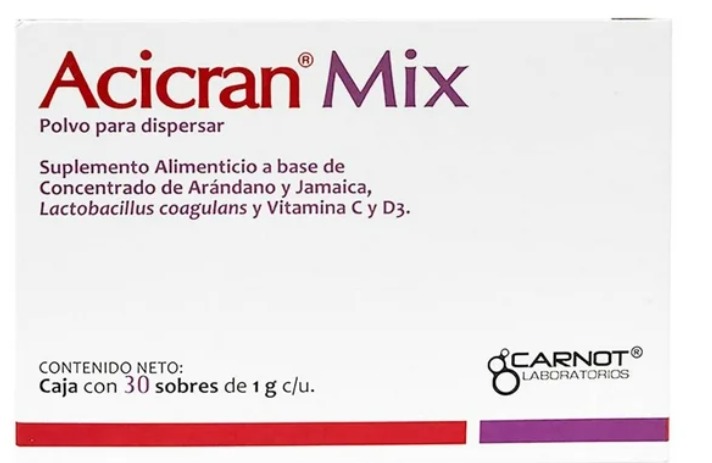 Acicran® Mix
Polvo para dispersar
Suplemento Alimenticio a base de
Concentrado de Arándano y Jamaica,
Lactobacillus coagulans y Vitamina C y D3.
CONTENIDO NETO:
Caja con 30 sobres de 1 g c/u.
CARNOT®
LABORATORIOS